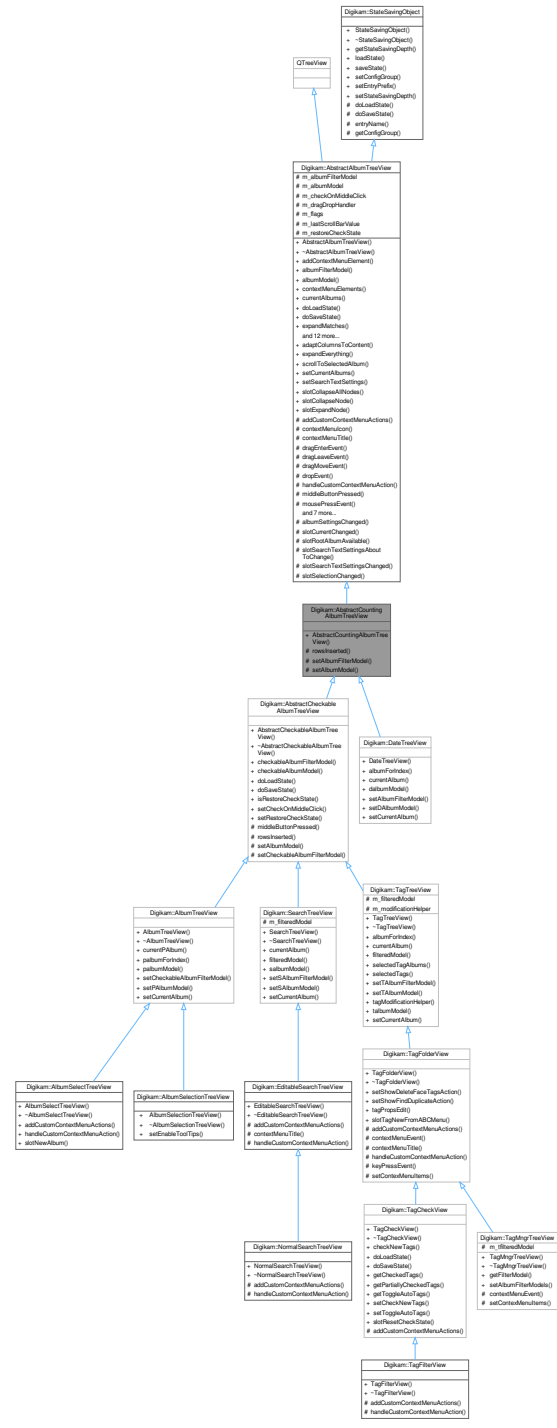 Digikam::StateSavingObject
+ StateSavingObject()
+ ~StateSavingObject()
+ getStateSavingDepth()
+ loadState()
+ saveState()
+ setConfigGroup()
+ setEntryPrefix()
+ setStateSavingDepth()
# doLoadState()
# doSaveState()
# entryName()
# getConfigGroup()
QTreeView
Digikam::AbstractAlbumTreeView
# m_albumFilterModel
# m_albumModel
# m_checkOnMiddleClick
# m_dragDropHandler
# m_flags
# m_lastScrollBarValue
# m_restoreCheckState
+ AbstractAlbumTreeView()
+ ~AbstractAlbumTreeView()
+ addContextMenuElement()
+ albumFilterModel()
+ albumModel()
+ contextMenuElements()
+ currentAlbums()
+ doLoadState()
+ doSaveState()
+ expandMatches()
and 12 more...
+ adaptColumnsToContent()
+ expandEverything()
+ scrollToSelectedAlbum()
+ setCurrentAlbums()
+ setSearchTextSettings()
+ slotCollapseAllNodes()
+ slotCollapseNode()
+ slotExpandNode()
# addCustomContextMenuActions()
# contextMenuIcon()
# contextMenuTitle()
# dragEnterEvent()
# dragLeaveEvent()
# dragMoveEvent()
# dropEvent()
# handleCustomContextMenuAction()
# middleButtonPressed()
# mousePressEvent()
and 7 more...
# albumSettingsChanged()
# slotCurrentChanged()
# slotRootAlbumAvailable()
# slotSearchTextSettingsAbout
ToChange()
# slotSearchTextSettingsChanged()
# slotSelectionChanged()
Digikam::AbstractCounting
AlbumTreeView
+ AbstractCountingAlbumTree
View()
# rowsInserted()
# setAlbumFilterModel()
# setAlbumModel()
Digikam::AbstractCheckable
AlbumTreeView
+ AbstractCheckableAlbumTree
View()
+ ~AbstractCheckableAlbumTree
View()
+ checkableAlbumFilterModel()
+ checkableAlbumModel()
+ doLoadState()
+ doSaveState()
+ isRestoreCheckState()
+ setCheckOnMiddleClick()
+ setRestoreCheckState()
# middleButtonPressed()
# rowsInserted()
# setAlbumModel()
# setCheckableAlbumFilterModel()
Digikam::DateTreeView
+ DateTreeView()
+ albumForIndex()
+ currentAlbum()
+ dalbumModel()
+ setAlbumFilterModel()
+ setDAlbumModel()
+ setCurrentAlbum()
Digikam::AlbumTreeView
+ AlbumTreeView()
+ ~AlbumTreeView()
+ currentPAlbum()
+ palbumForIndex()
+ palbumModel()
+ setCheckableAlbumFilterModel()
+ setPAlbumModel()
+ setCurrentAlbum()
Digikam::SearchTreeView
# m_filteredModel
+ SearchTreeView()
+ ~SearchTreeView()
+ currentAlbum()
+ filteredModel()
+ salbumModel()
+ setSAlbumFilterModel()
+ setSAlbumModel()
+ setCurrentAlbum()
Digikam::TagTreeView
# m_filteredModel
# m_modificationHelper
+ TagTreeView()
+ ~TagTreeView()
+ albumForIndex()
+ currentAlbum()
+ filteredModel()
+ selectedTagAlbums()
+ selectedTags()
+ setTAlbumFilterModel()
+ setTAlbumModel()
+ tagModificationHelper()
+ talbumModel()
+ setCurrentAlbum()
Digikam::AlbumSelectTreeView
+ AlbumSelectTreeView()
+ ~AlbumSelectTreeView()
# addCustomContextMenuActions()
# handleCustomContextMenuAction()
+ slotNewAlbum()
Digikam::AlbumSelectionTreeView
+ AlbumSelectionTreeView()
+ ~AlbumSelectionTreeView()
+ setEnableToolTips()
Digikam::EditableSearchTreeView
+ EditableSearchTreeView()
+ ~EditableSearchTreeView()
# addCustomContextMenuActions()
# contextMenuTitle()
# handleCustomContextMenuAction()
Digikam::TagFolderView
+ TagFolderView()
+ ~TagFolderView()
+ setShowDeleteFaceTagsAction()
+ setShowFindDuplicateAction()
+ tagPropsEdit()
+ slotTagNewFromABCMenu()
# addCustomContextMenuActions()
# contextMenuEvent()
# contextMenuTitle()
# handleCustomContextMenuAction()
# keyPressEvent()
# setContexMenuItems()
Digikam::NormalSearchTreeView
+ NormalSearchTreeView()
+ ~NormalSearchTreeView()
# addCustomContextMenuActions()
# handleCustomContextMenuAction()
Digikam::TagCheckView
+ TagCheckView()
+ ~TagCheckView()
+ checkNewTags()
+ doLoadState()
+ doSaveState()
+ getCheckedTags()
+ getPartiallyCheckedTags()
+ getToggleAutoTags()
+ setCheckNewTags()
+ setToggleAutoTags()
+ slotResetCheckState()
# addCustomContextMenuActions()
Digikam::TagMngrTreeView
# m_tfilteredModel
+ TagMngrTreeView()
+ ~TagMngrTreeView()
+ getFilterModel()
+ setAlbumFilterModels()
# contextMenuEvent()
# setContexMenuItems()
Digikam::TagFilterView
+ TagFilterView()
+ ~TagFilterView()
# addCustomContextMenuActions()
# handleCustomContextMenuAction()